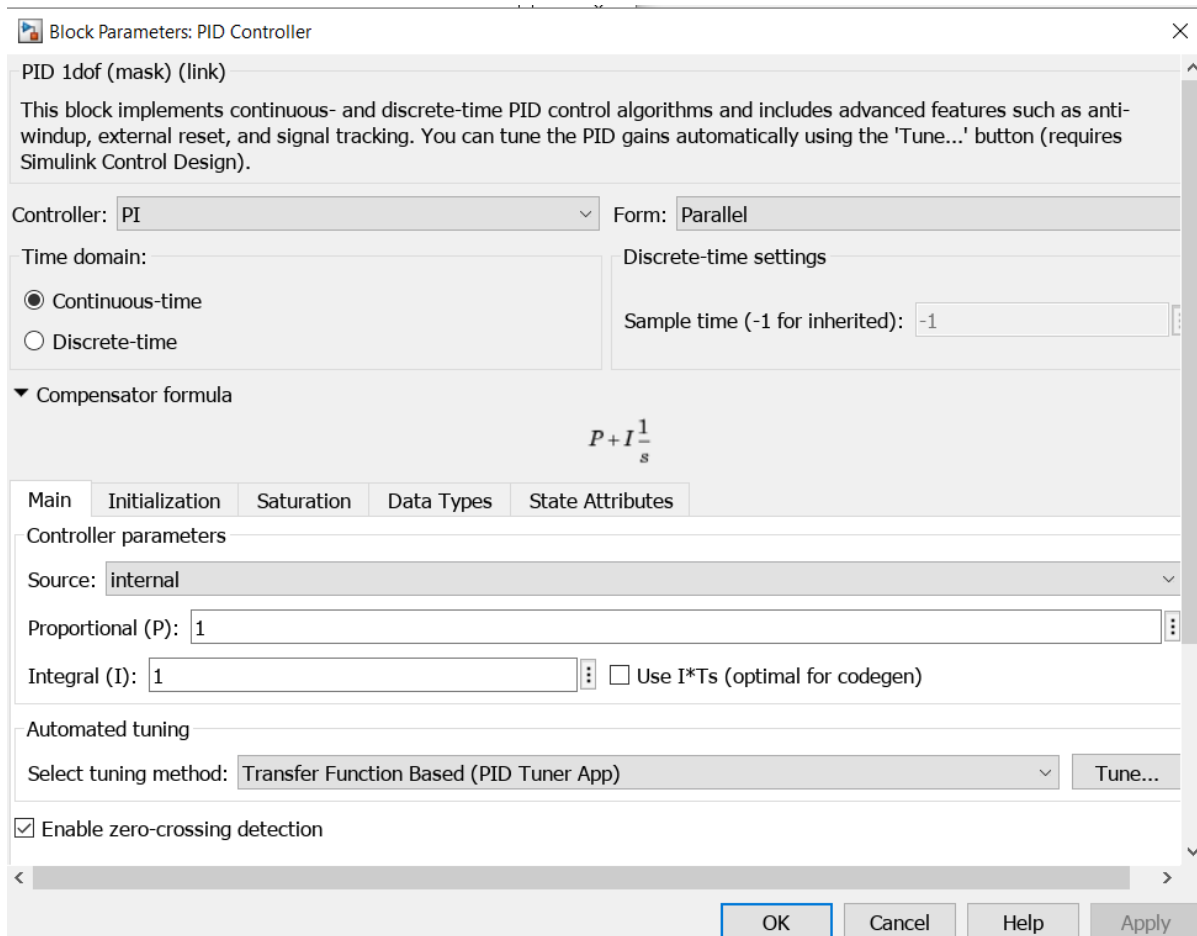 Block Parameters: PID Controller
PID 1dof (mask) (link)
This block implements continuous- and discrete-time PID control algorithms and includes advanced features such as anti-
windup, external reset, and signal tracking. You can tune the PID gains automatically using the 'Tune...' button (requires
Simulink Control Design).
Controller: PI Form: Parallel
Time domain:
Continuous-time
Discrete-time
Discrete-time settings
Sample time (-1 for inherited): -1
Compensator formula
P + I 1/s
Main Initialization Saturation Data Types State Attributes
Controller parameters
Source: internal
Proportional (P): 1
Integral (I): 1 Use I*Ts (optimal for codegen)
Automated tuning
Select tuning method: Transfer Function Based (PID Tuner App) Tune...
Enable zero-crossing detection
OK Cancel Help Apply